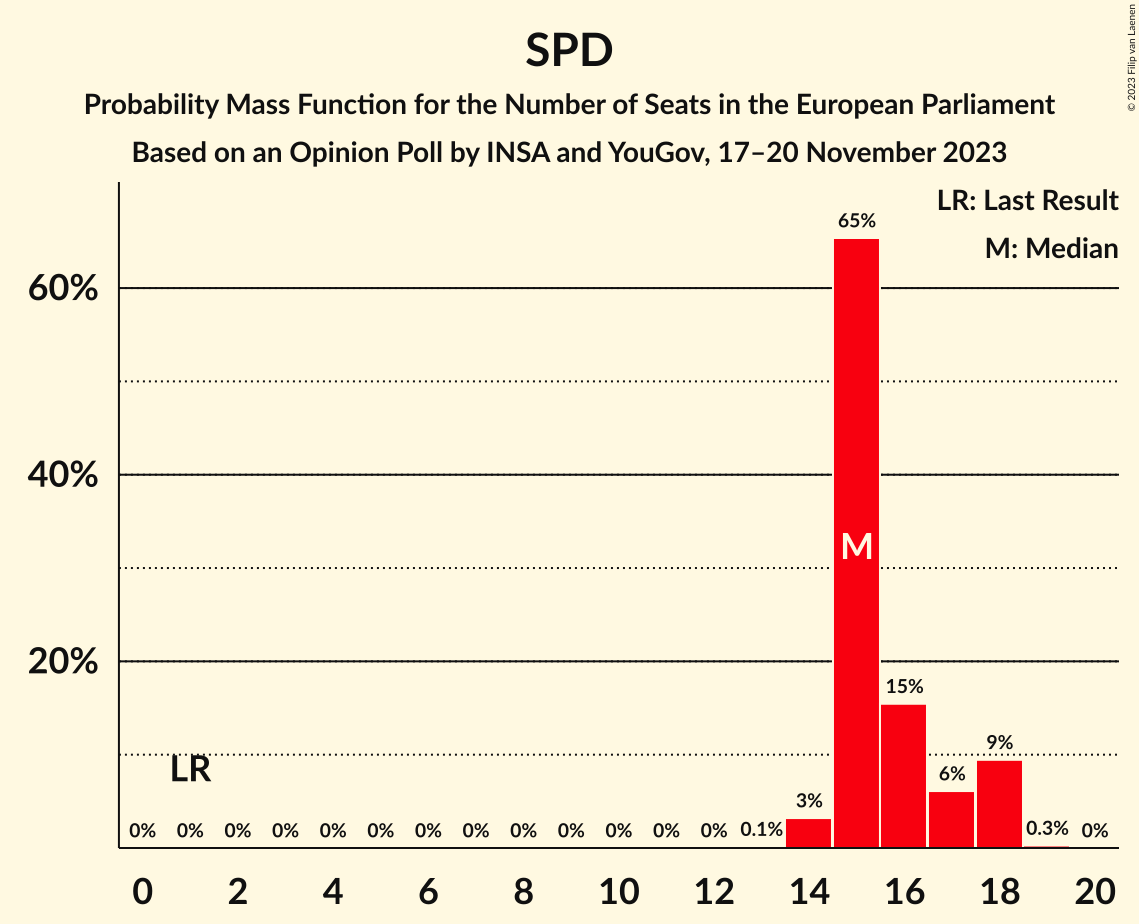 SPD
Probability Mass Function for the Number of Seats in the European Parliament
Based on an Opinion Poll by INSA and YouGov, 17–20 November 2023
© 2023 Filip van Laenen
LR: Last Result
M: Median
65%
60%
40%
M
20%
15%
9%
LR
6%
3%
0% 0% 0% 0% 0% 0% 0% 0% 0% 0% 0% 0% 0% 0.1% 0.3% 0%
0 2 4 6 8 10 12 14 16 18 20